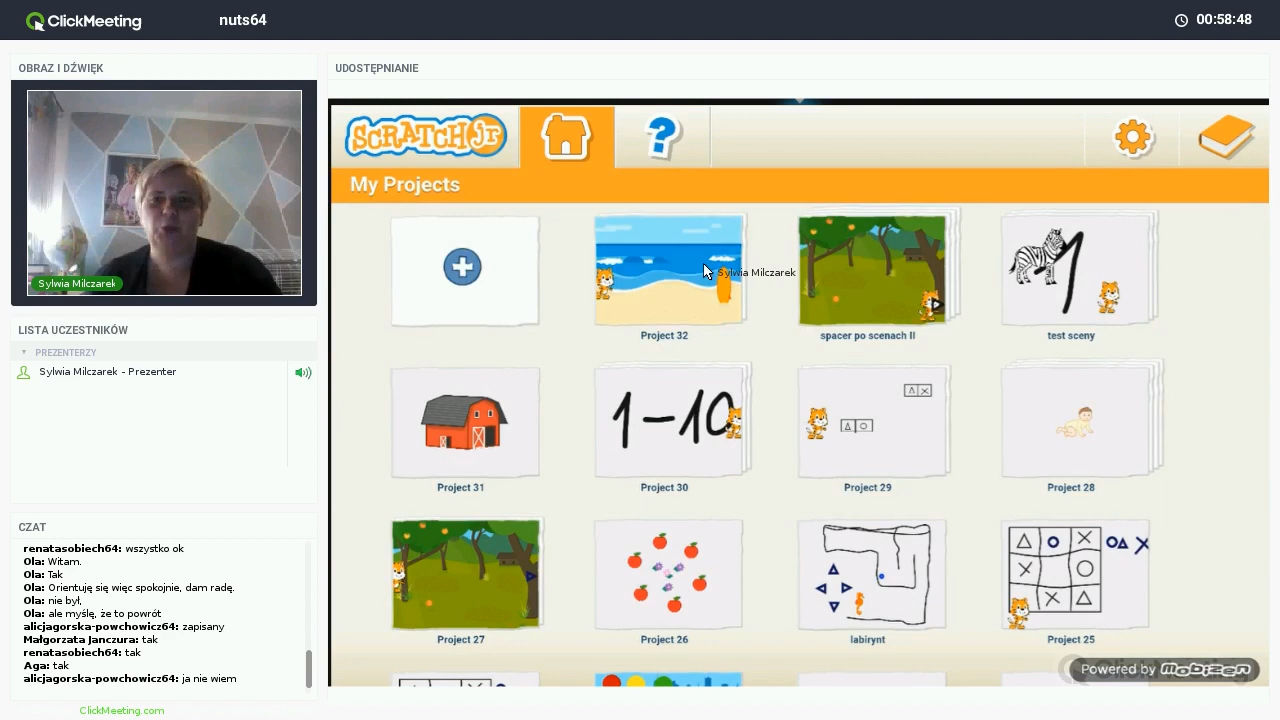 ClickMeeting
nuts64
00:58:48
OBRAZ I DŹWIĘK
Sylwia Milczarek
LISTA UCZESTNIKÓW
PREZENTERZY
Sylwia Milczarek - Prezenter
CZAT
renatasobiech64: wszystko ok
Ola: Witam.
Ola: Tak
Ola: Orientuję się więc spokojnie, dam radę.
Ola: nie był,
Ola: ale myślę, że to powrót
alicjagorska-powchowicz64: zapisany
Małgorzata Janczura: tak
renatasobiech64: tak
Aga: tak
alicjagorska-powchowicz64: ja nie wiem
ClickMeeting.com
UDOSTĘPNIANIE
SCRATCH jr
?
My Projects
Sylwia Milczarek
1
Project 32
spacer po scenach II
test sceny
1-10
Project 31
Project 30
Project 29
Project 28
Project 27
Project 26
labirynt
Project 25
Powered by MOBIZEN